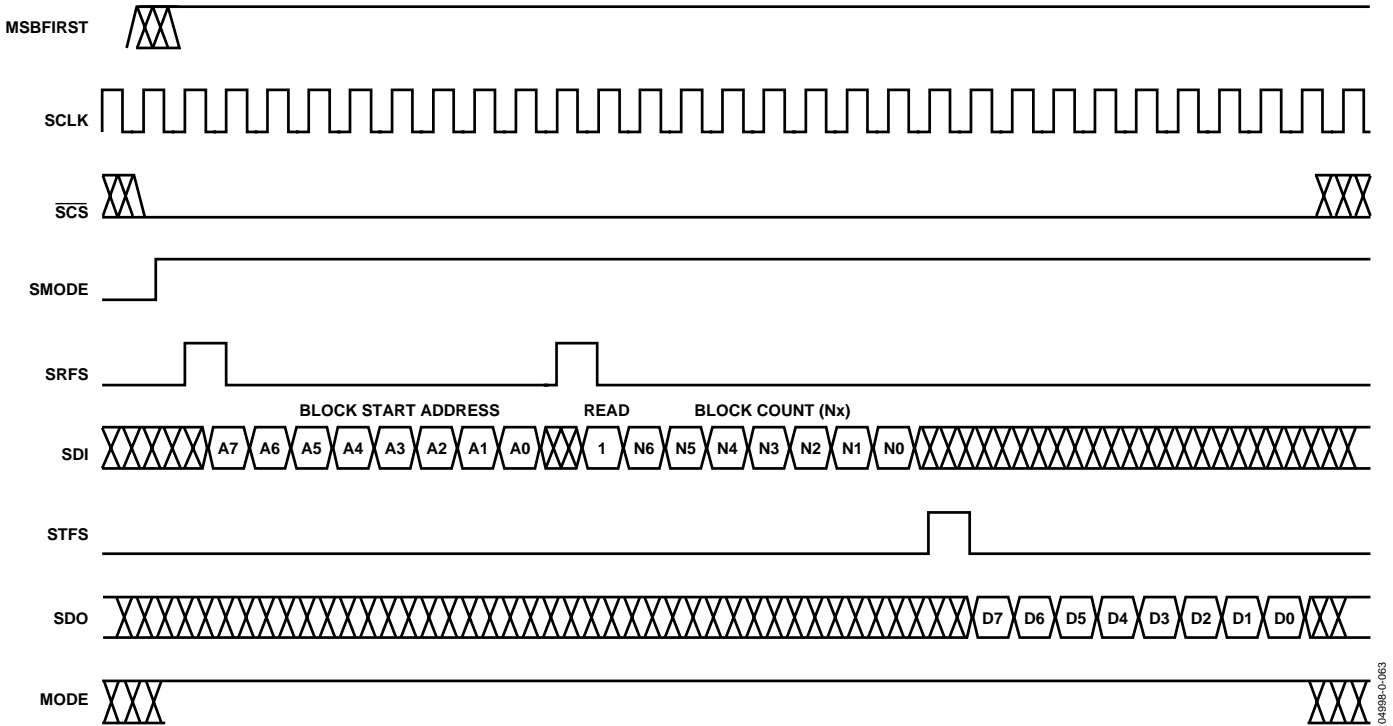 MSBFIRST
SCLK
SCS
SMODE
SRFS
BLOCK START ADDRESS READ BLOCK COUNT (Nx)
SDI A7 A6 A5 A4 A3 A2 A1 A0 1 N6 N5 N4 N3 N2 N1 N0
STFS
SDO D7 D6 D5 D4 D3 D2 D1 D0
MODE
04998-0-063